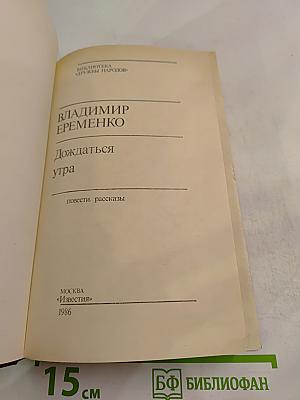 БИБЛИОТЕКА
«ДРУЖБЫ НАРОДОВ»
ВЛАДИМИР
ЕРЕМЕНКО
Дождаться
утра
повести, рассказы
МОСКВА
«Известия»
1986
15 см
БФ БИБЛИОФАН